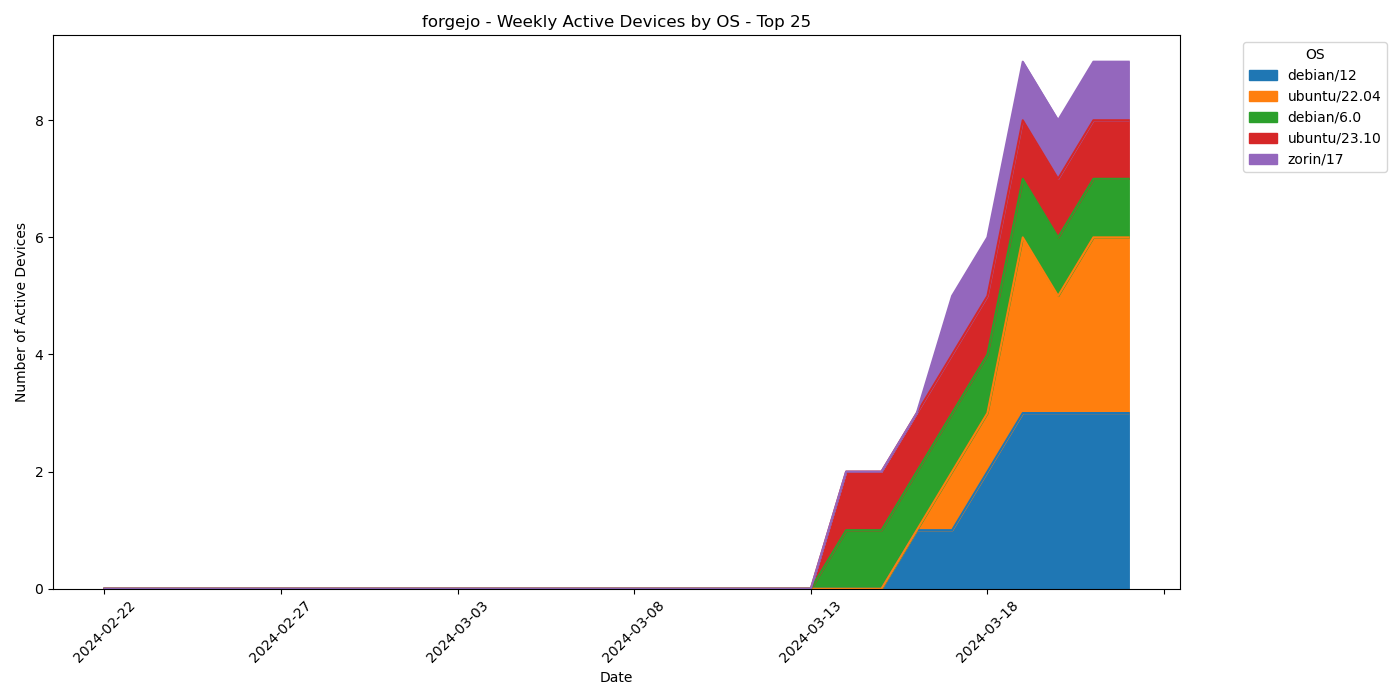 forgejo - Weekly Active Devices by OS - Top 25
OS
debian/12
ubuntu/22.04
debian/6.0
ubuntu/23.10
zorin/17
Number of Active Devices
8
6
4
2
0
2024-02-22
2024-02-27
2024-03-03
2024-03-08
2024-03-13
2024-03-18
Date